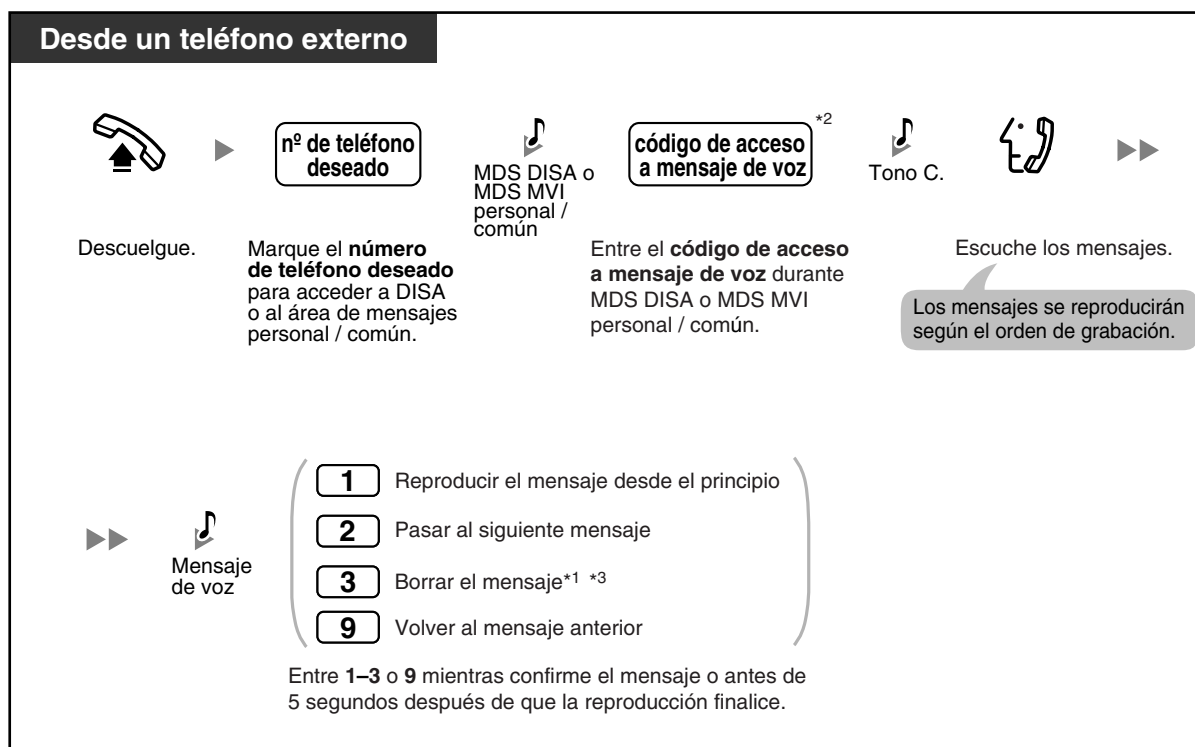 Desde un teléfono externo
nº de teléfono
deseado
MDS DISA o
MDS MVI
personal /
común
código de acceso
a mensaje de voz
*2
Tono C.
Descuelgue.
Marque el número
de teléfono deseado
para acceder a DISA
o al área de mensajes
personal / común.
Entre el código de acceso
a mensaje de voz durante
MDS DISA o MDS MVI
personal / común.
Escuche los mensajes.
Los mensajes se reproducirán
según el orden de grabación.
Mensaje
de voz
1 Reproducir el mensaje desde el principio
2 Pasar al siguiente mensaje
3 Borrar el mensaje*1 *3
9 Volver al mensaje anterior
Entre 1–3 o 9 mientras confirme el mensaje o antes de
5 segundos después de que la reproducción finalice.